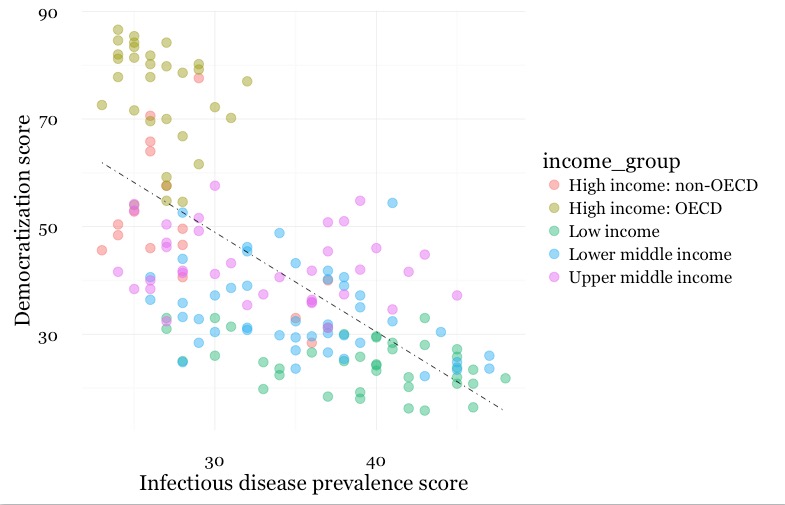 90
70
50
30
Democratization score
30 40
Infectious disease prevalence score
income_group
High income: non-OECD
High income: OECD
Low income
Lower middle income
Upper middle income